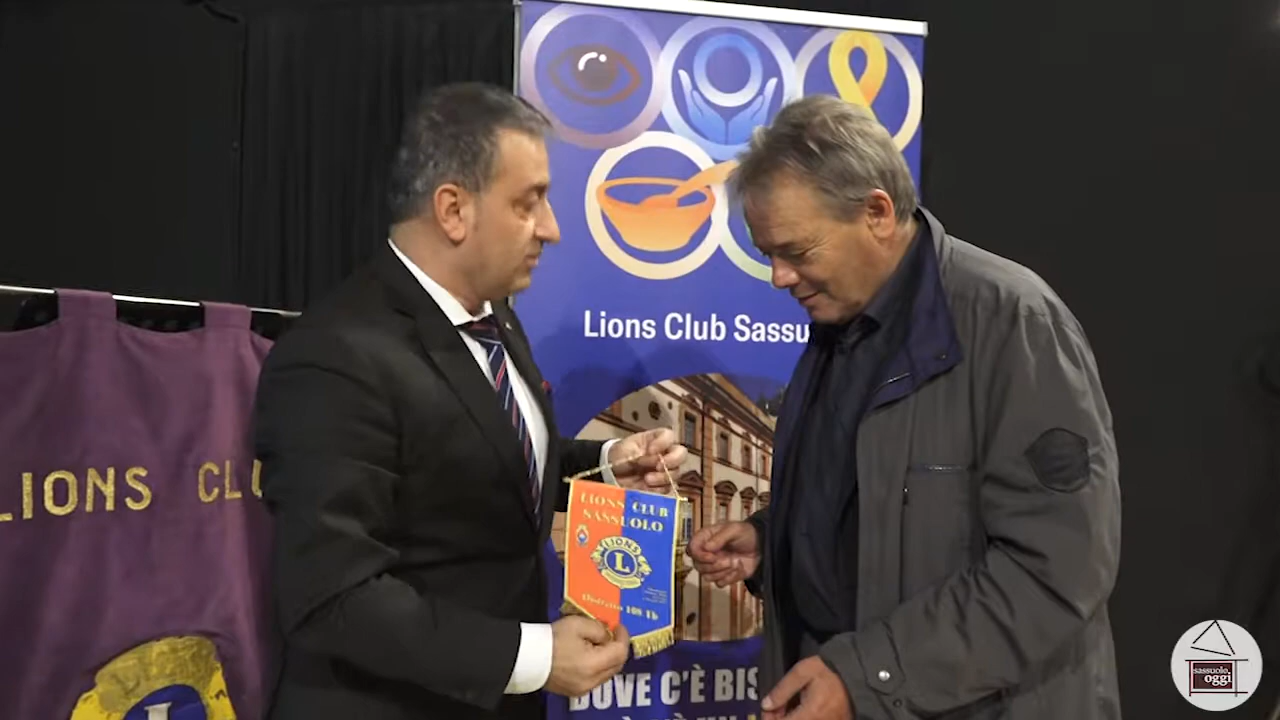 Lions Club Sassu
LIONS CLU
LIONS CLUB
SASSUOLO
LIONS
L
Distretto 108 Tb
DOVE C'È BIS
L
sassuolo
oggi